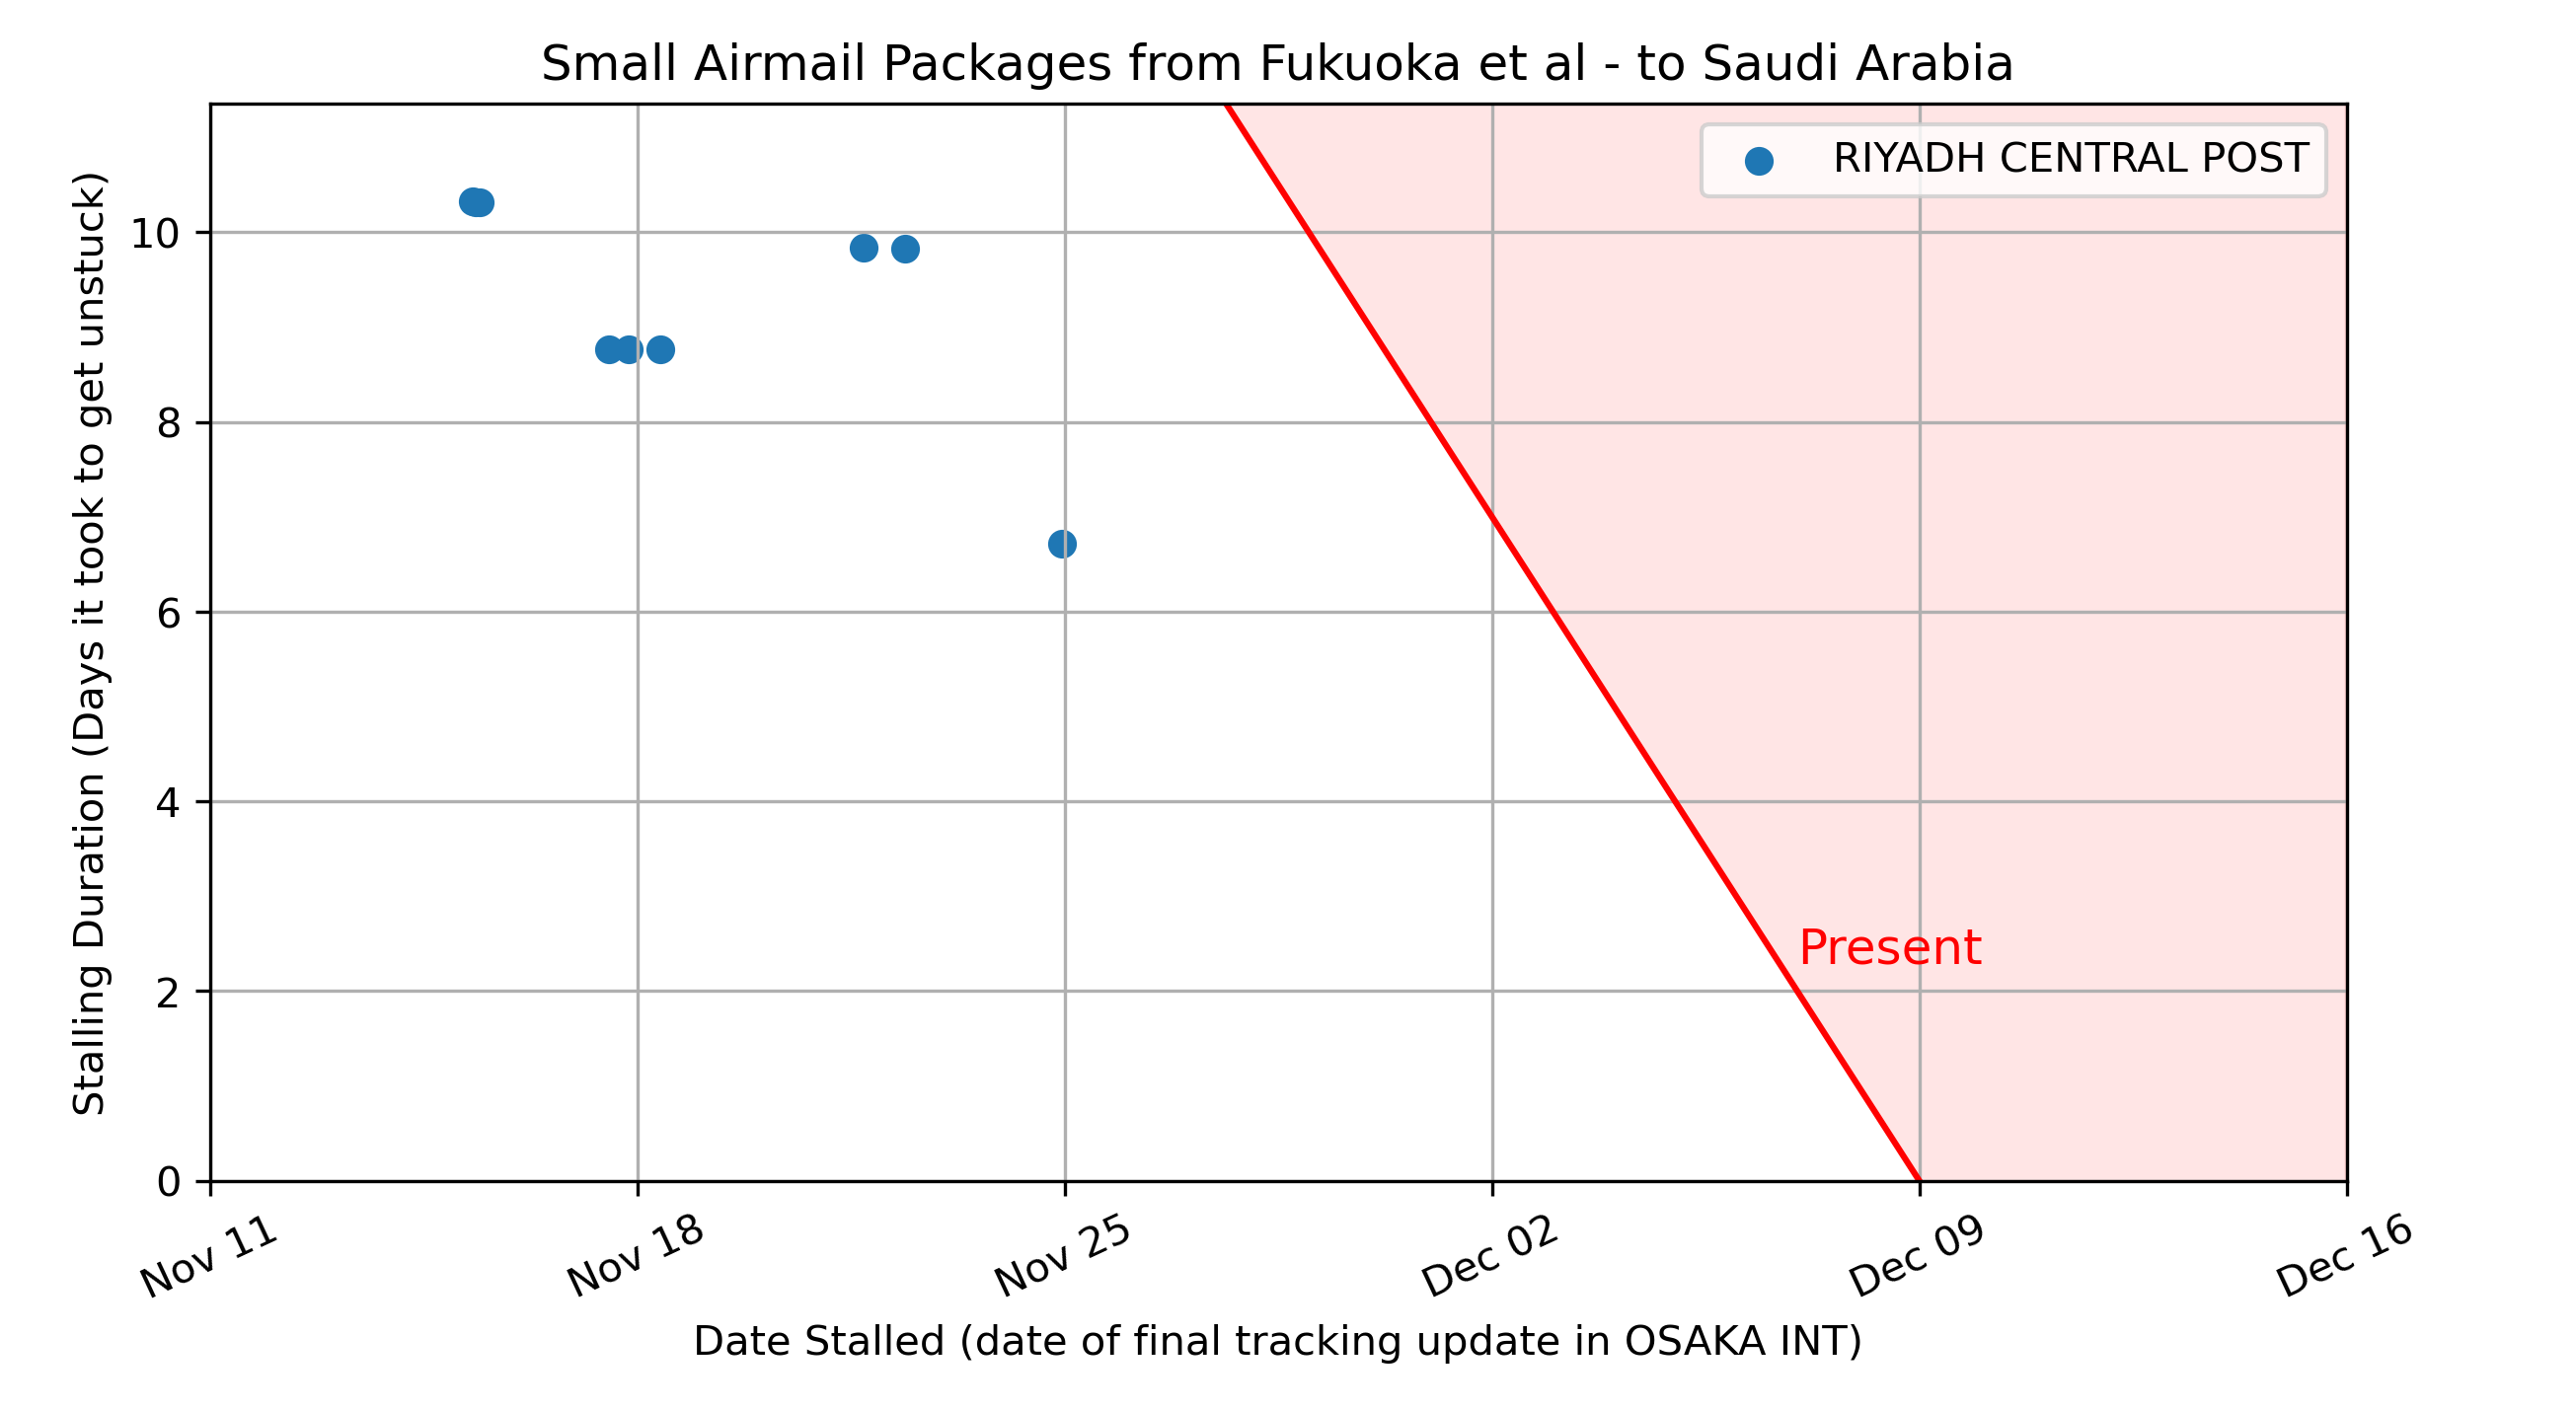 Small Airmail Packages from Fukuoka et al - to Saudi Arabia
RIYADH CENTRAL POST
Stalling Duration (Days it took to get unstuck)
10
8
6
4
2
0
Present
Nov 11
Nov 18
Nov 25
Dec 02
Dec 09
Dec 16
Date Stalled (date of final tracking update in OSAKA INT)